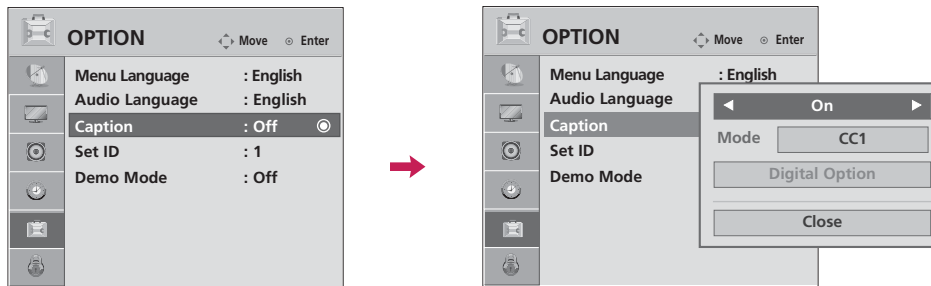 OPTION Move Enter
Menu Language : English
Audio Language : English
Caption : Off
Set ID : 1
Demo Mode : Off
OPTION Move Enter
Menu Language : English
Audio Language
Caption
Set ID
Demo Mode
On
Mode CC1
Digital Option
Close